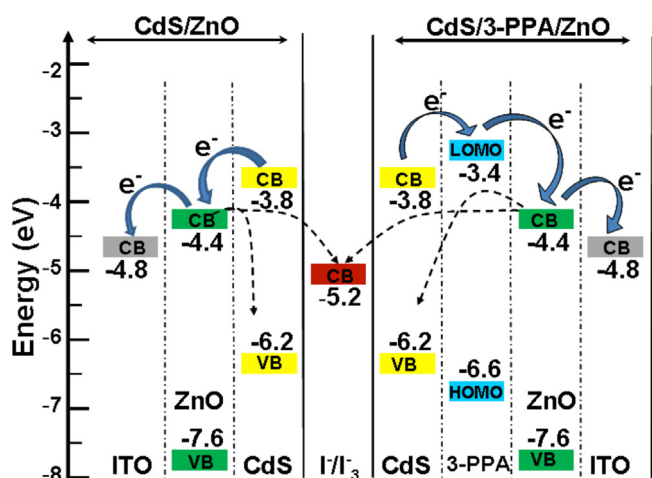 CdS/ZnO
CdS/3-PPA/ZnO
Energy (eV)
-2
-3
-4
-5
-6
-7
-8
e-
e-
CB
-4.8
CB
-4.4
CB
-3.8
-6.2
VB
ZnO
-7.6
VB
ITO
CdS
CB
-5.2
I-/I-3
e-
e-
e-
CB
-3.8
LOMO
-3.4
CB
-4.4
CB
-4.8
-6.2
VB
-6.6
HOMO
ZnO
-7.6
VB
CdS
3-PPA
ITO